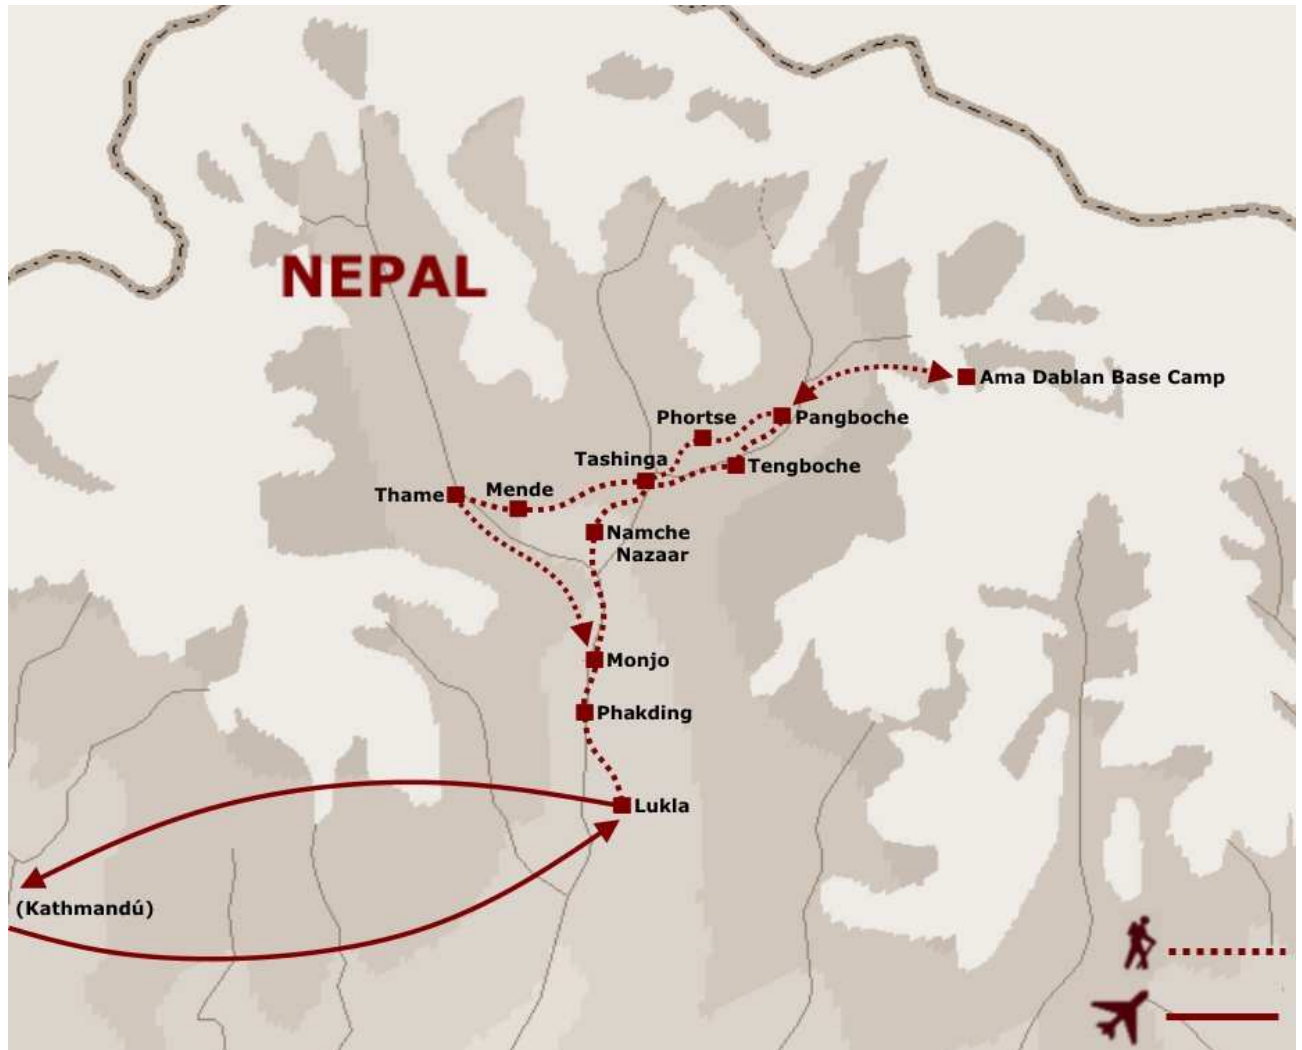 NEPAL
Ama Dablan Base Camp
Phortse
Pangboche
Tashinga
Tengboche
Thame
Mende
Namche
Nazaar
Monjo
Phakding
Lukla
(Kathmandú)